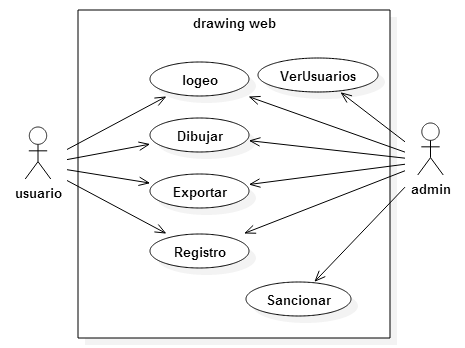 drawing web
logeo
VerUsuarios
Dibujar
usuario
admin
Exportar
Registro
Sancionar